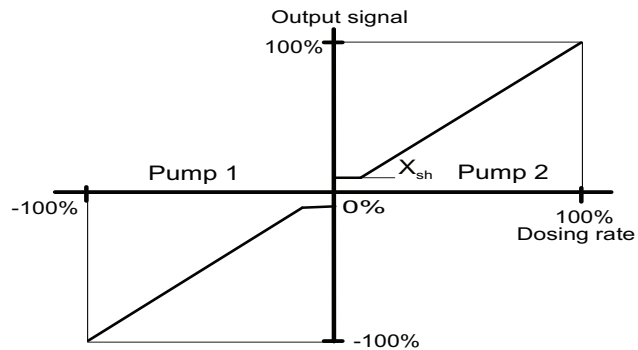 Output signal
100%
Pump 1
X_sh
Pump 2
-100%
0%
100%
Dosing rate
-100%